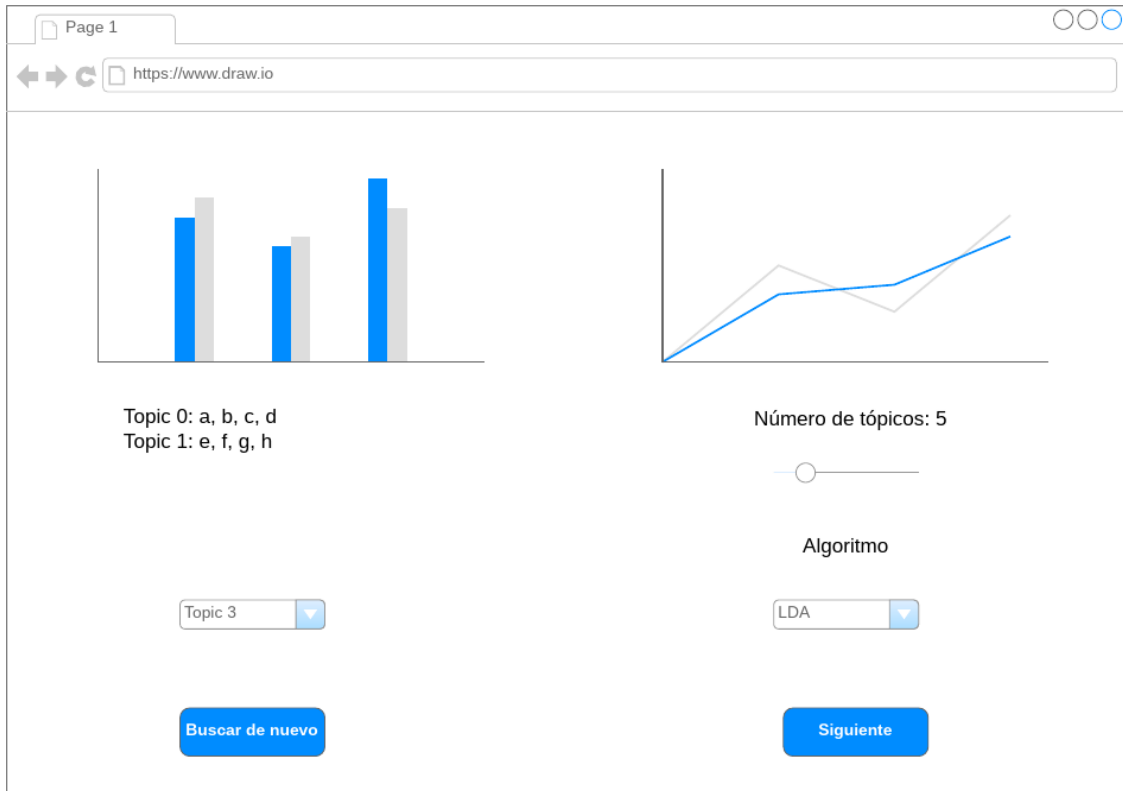 Page 1
https://www.draw.io
Topic 0: a, b, c, d
Topic 1: e, f, g, h
Número de tópicos: 5
Algoritmo
Topic 3
LDA
Buscar de nuevo
Siguiente